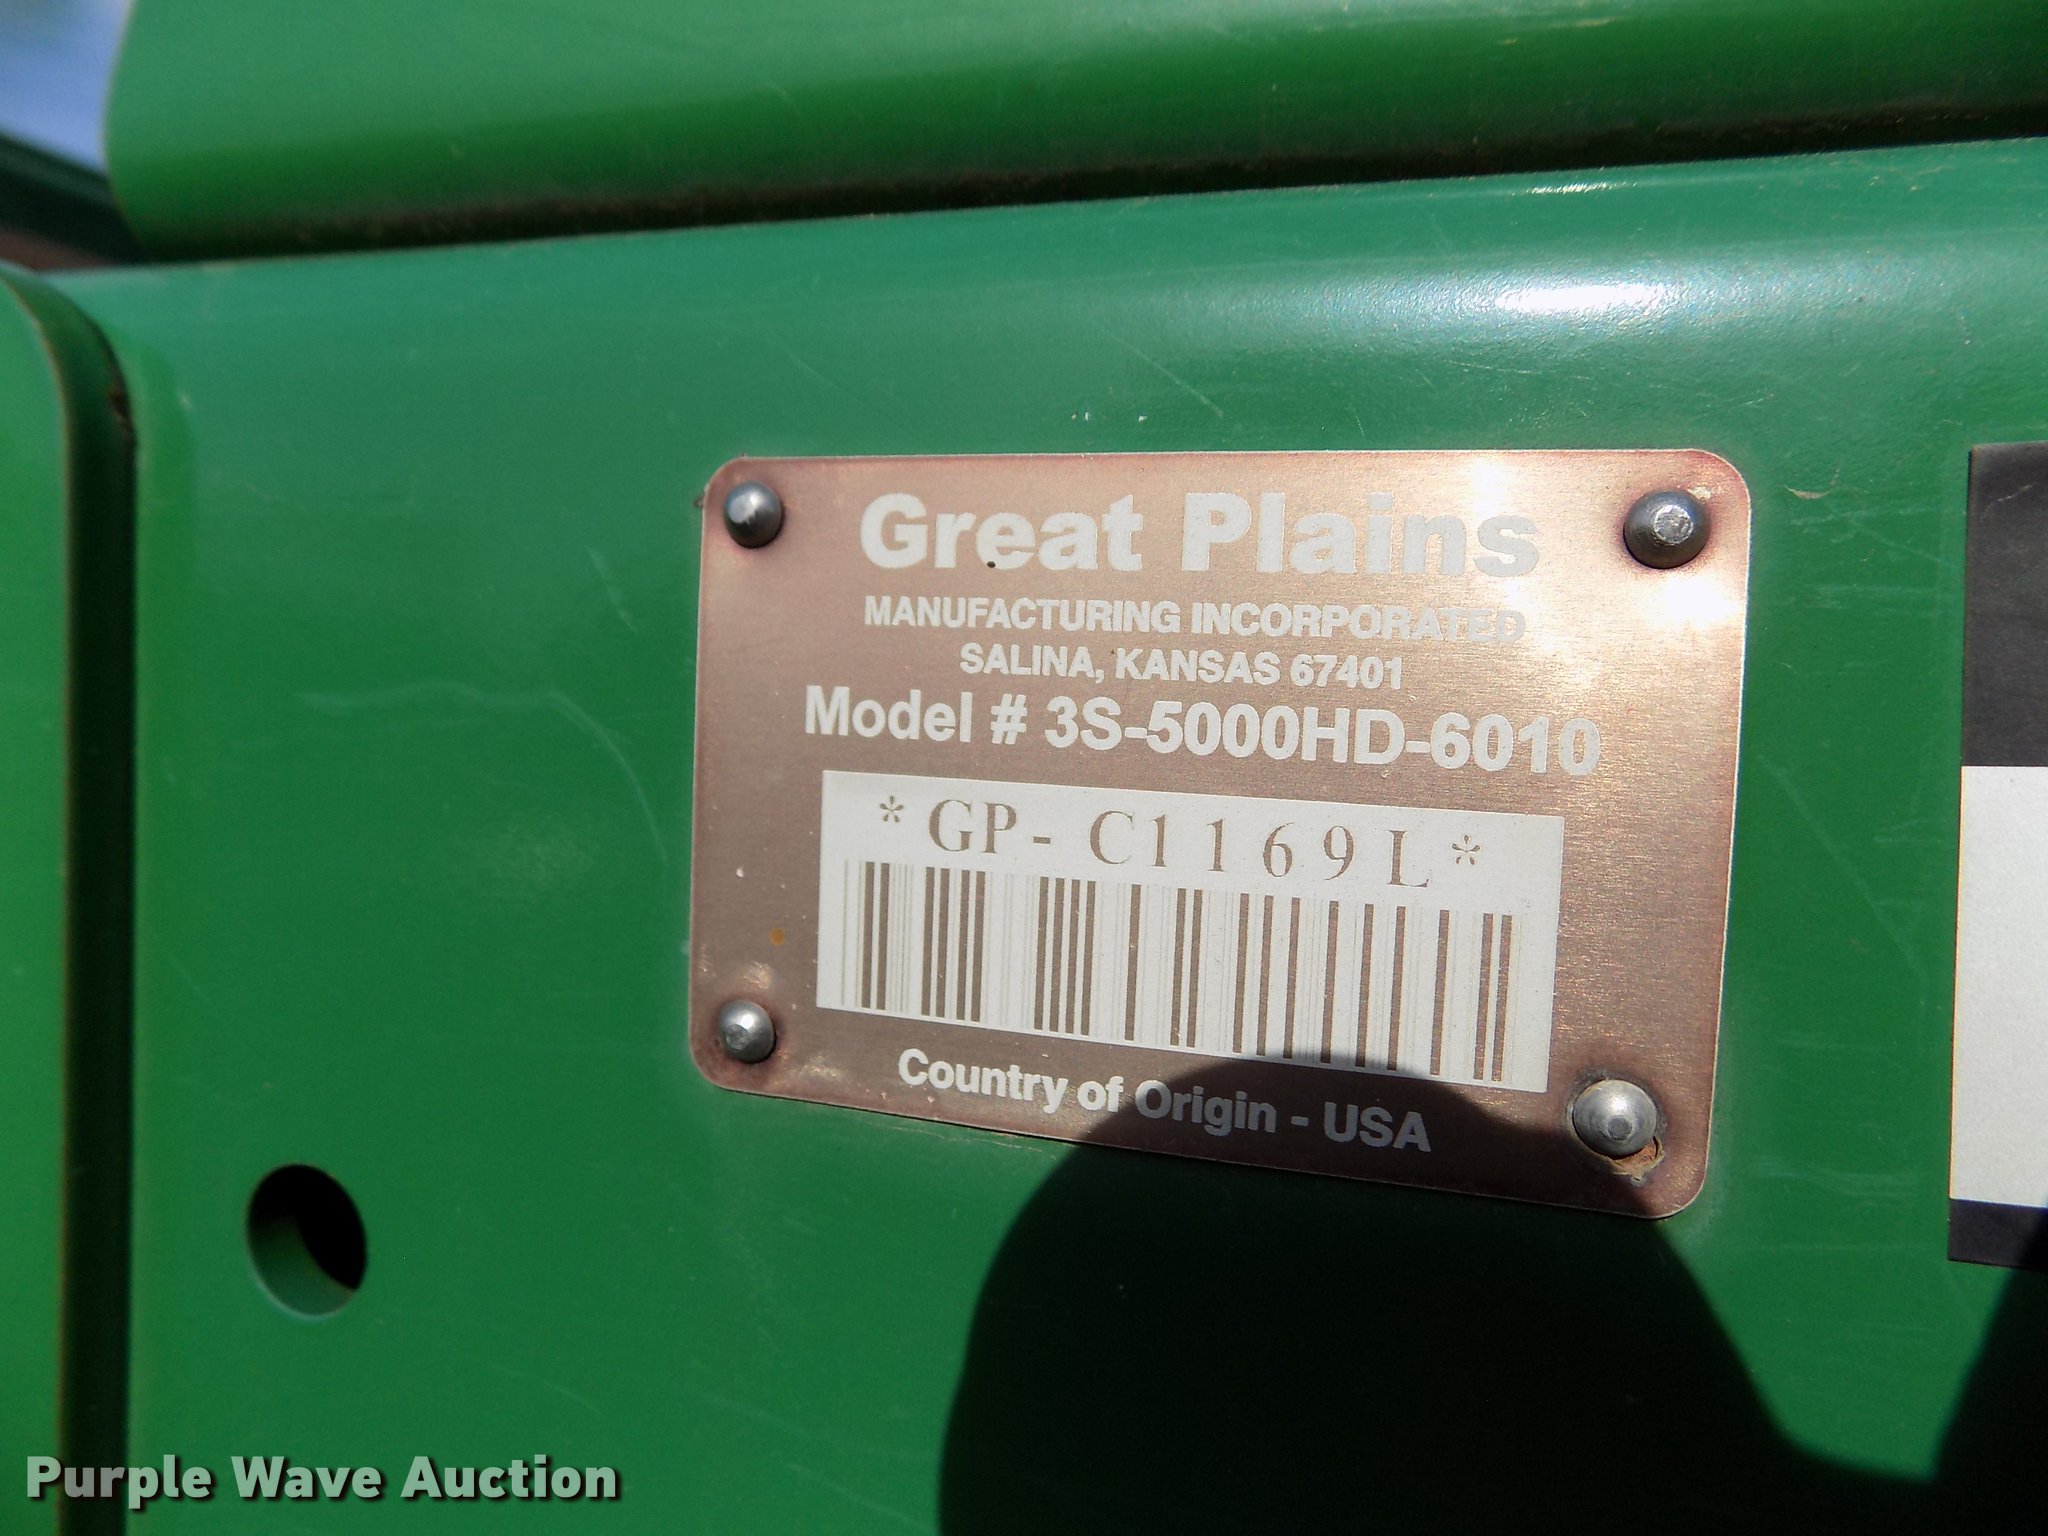 Great Plains
MANUFACTURING INCORPORATED
SALINA, KANSAS 67401
Model # 3S-5000HD-6010
*GP- C1169L*
Country of Origin - USA
Purple Wave Auction